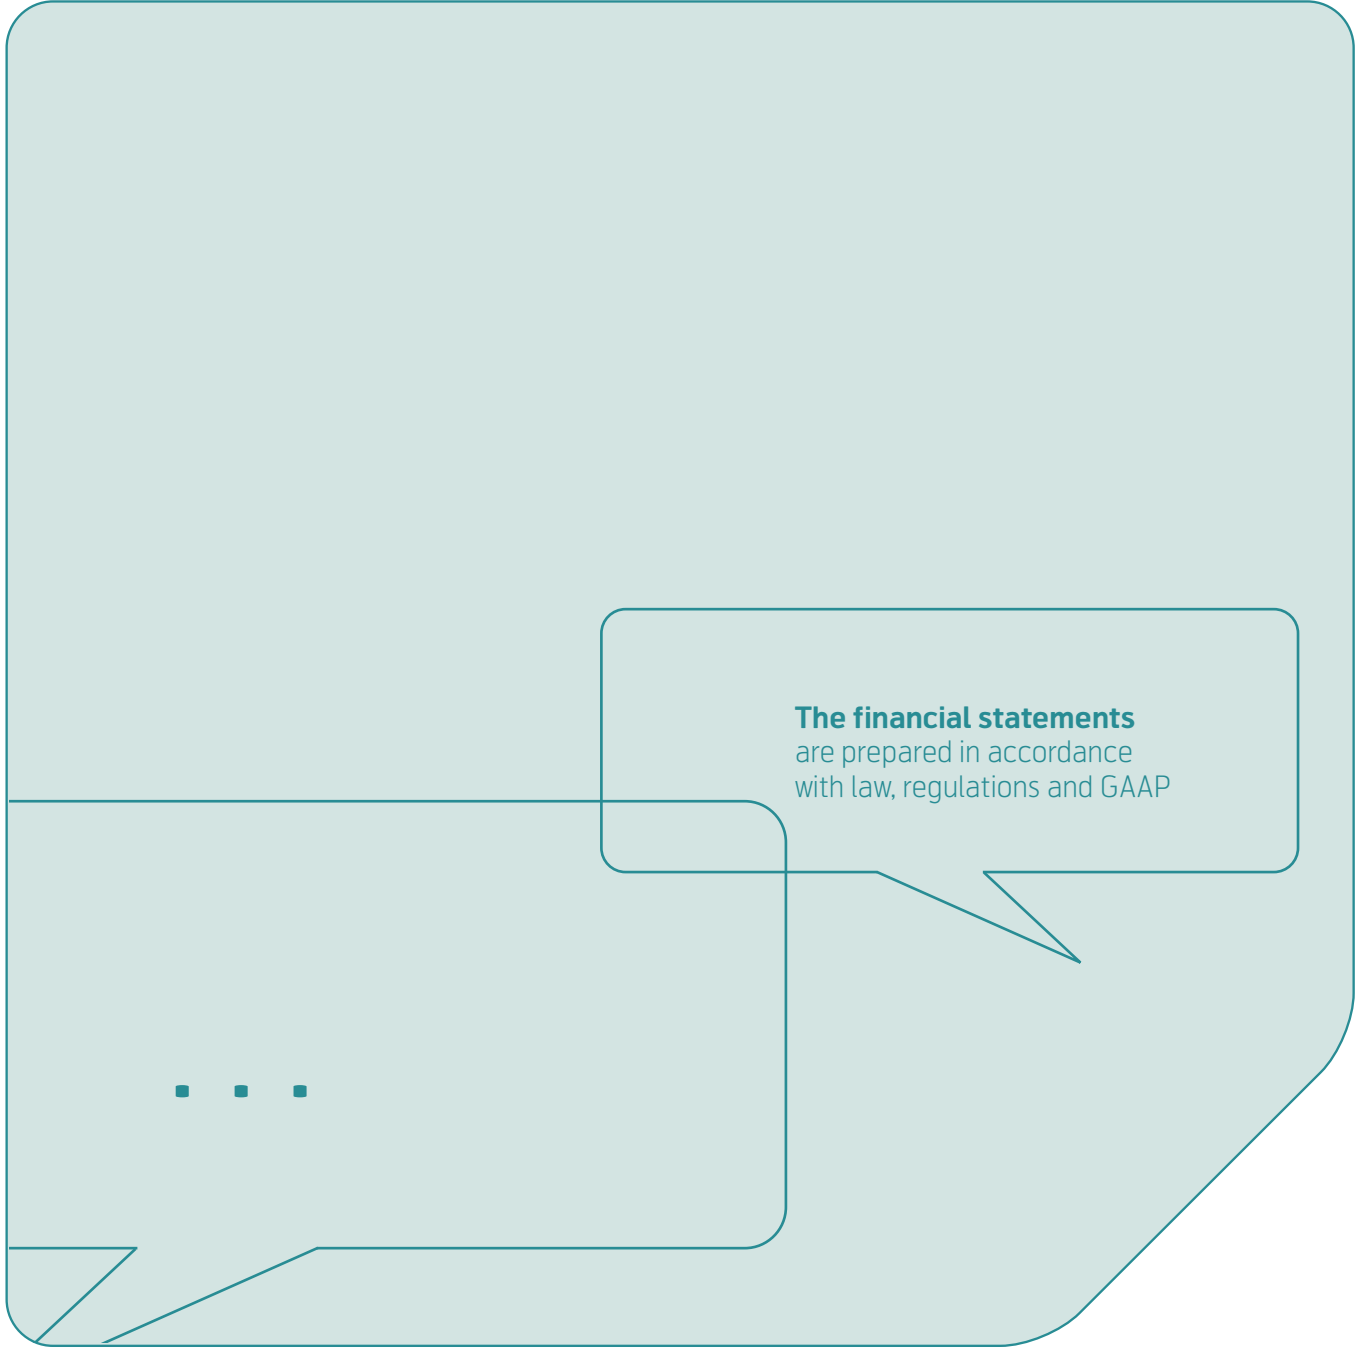 The financial statements
are prepared in accordance
with law, regulations and GAAP
...